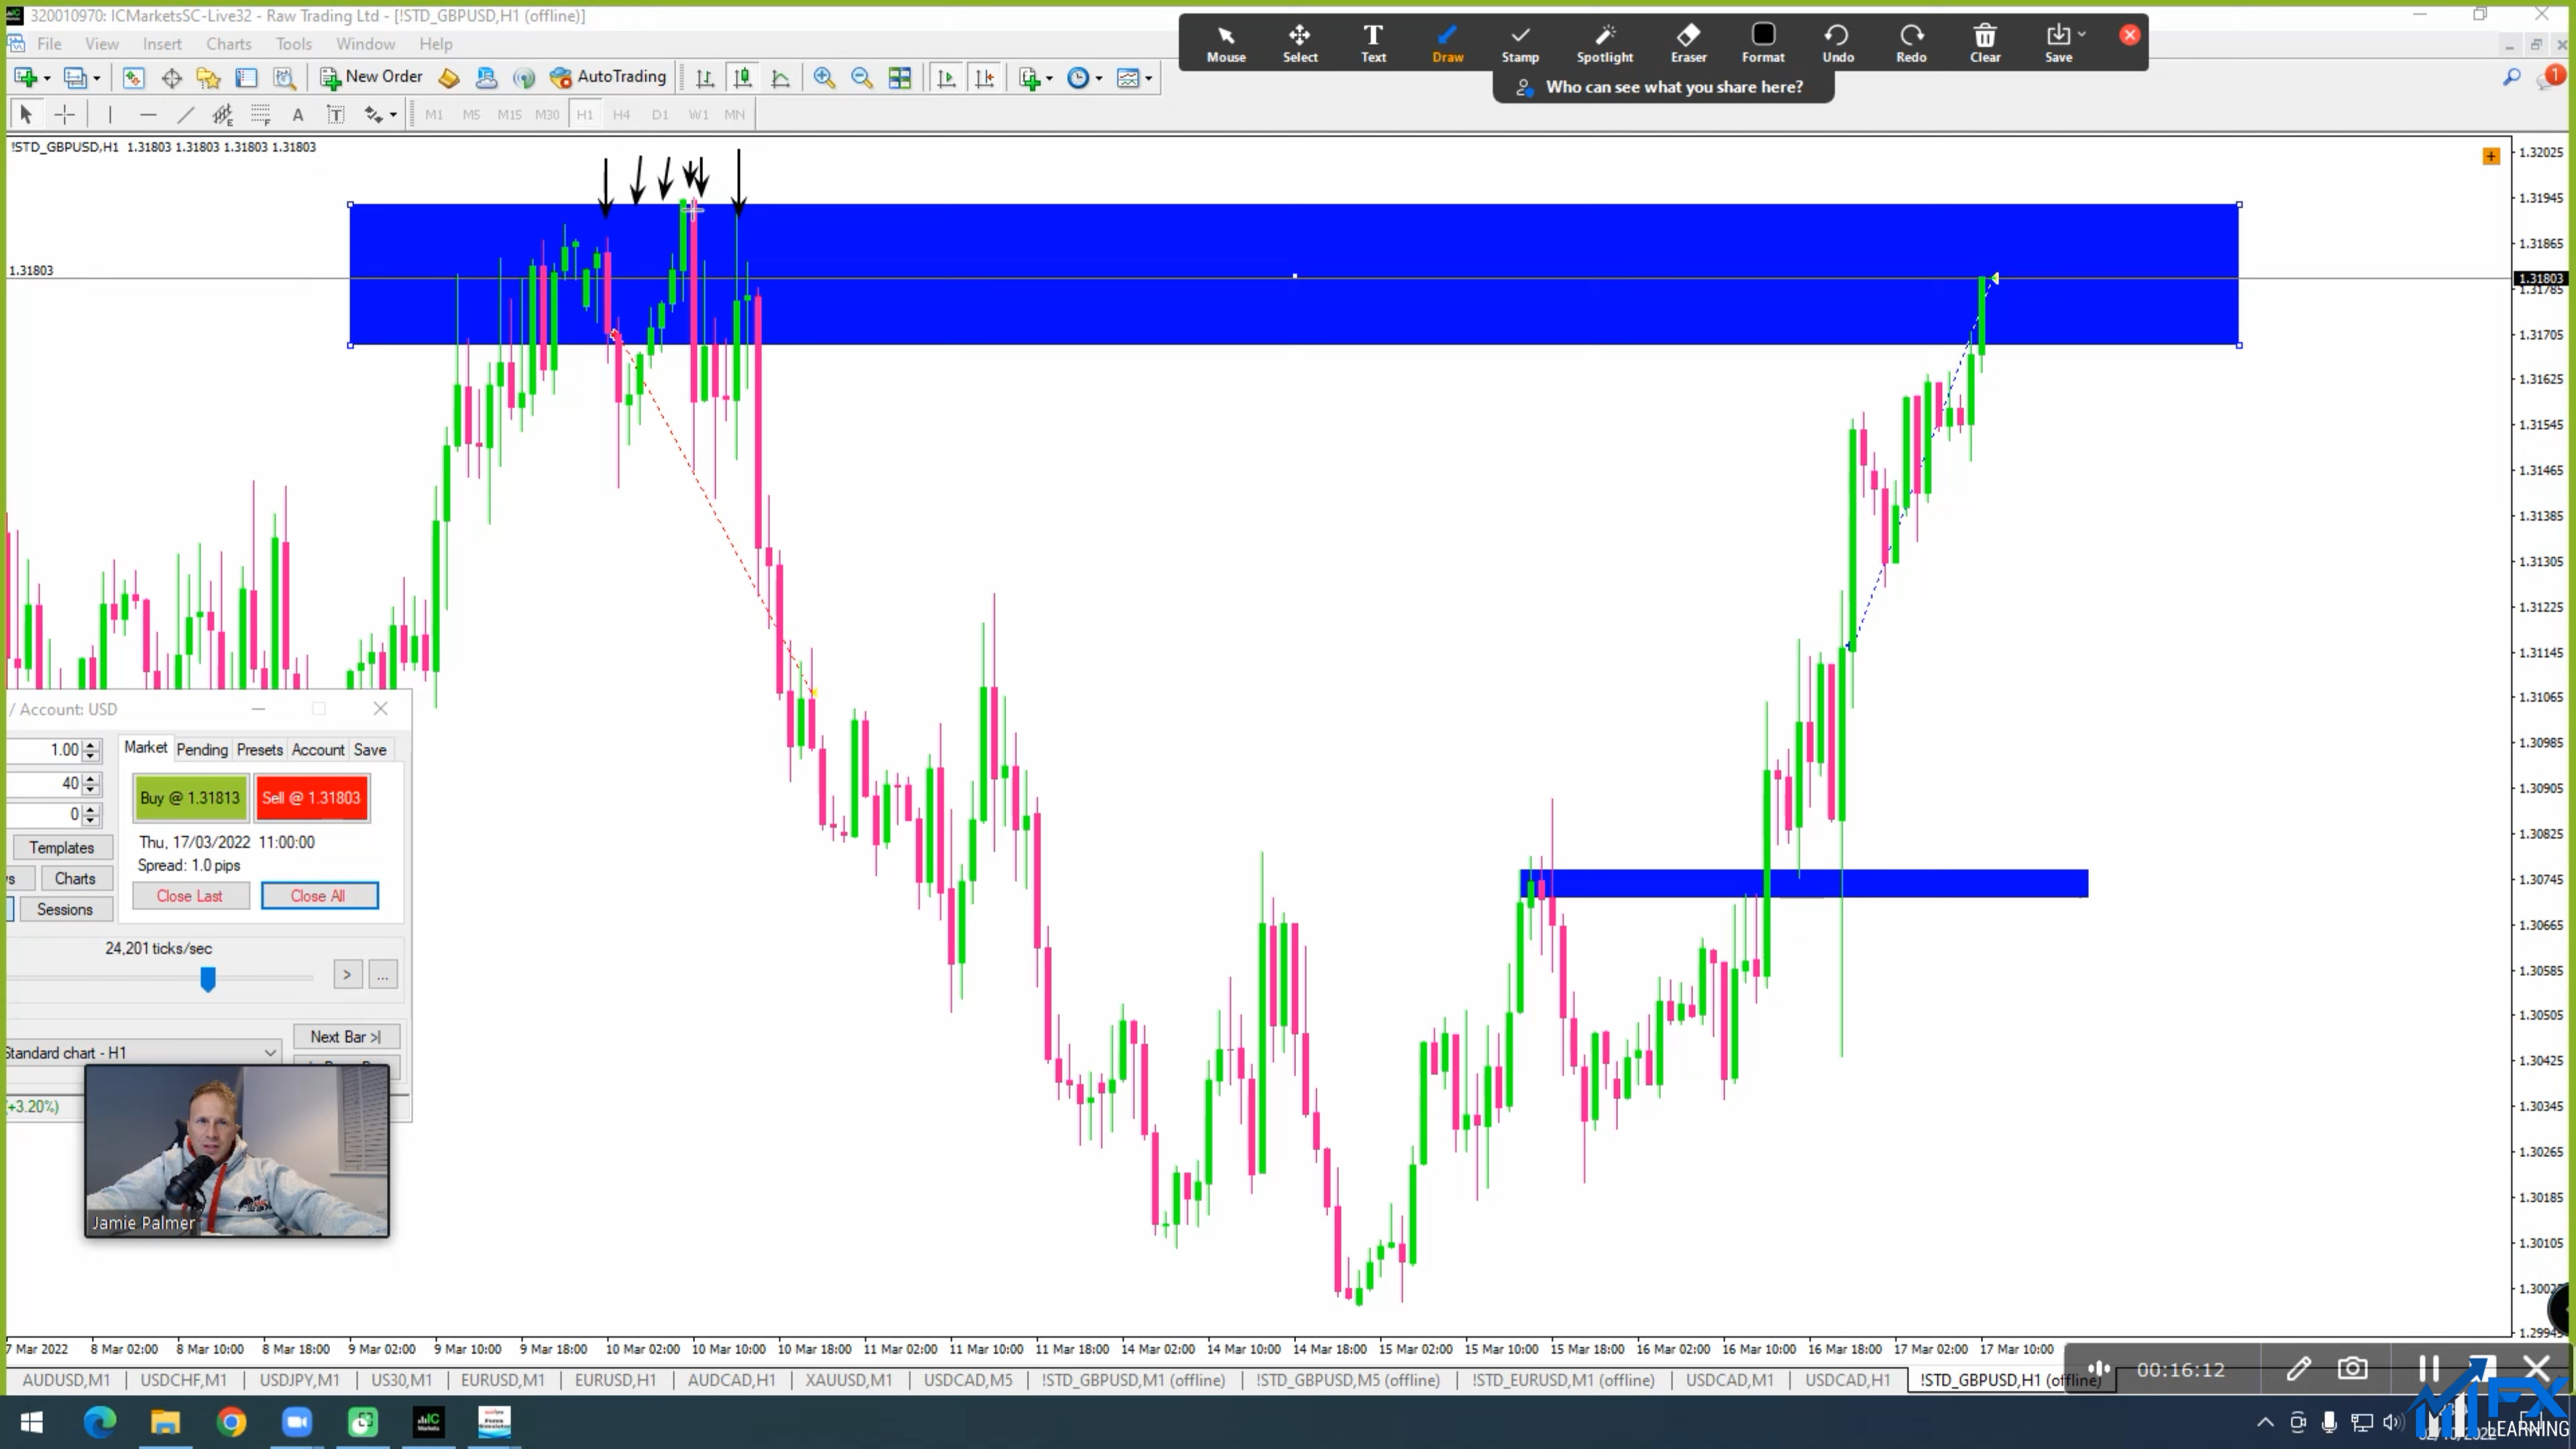 320010970: ICMarketsSC-Live32 - Raw Trading Ltd - [!STD_GBPUSD,H1 (offline)]
File View Insert Charts Tools Window Help
Mouse Select Text Draw Stamp Spotlight Eraser Format Undo Redo Clear Save
Who can see what you share here?
New Order AutoTrading
1
M1 M5 M15 M30 H1 H4 D1 W1 MN
!STD_GBPUSD,H1 1.31803 1.31803 1.31803 1.31803
1.31803
1.32025
1.31945
1.31865
1.31803
1.31785
1.31705
1.31625
1.31545
1.31465
1.31385
1.31305
1.31225
1.31145
1.31065
1.30985
1.30905
1.30825
1.30745
1.30665
1.30585
1.30505
1.30425
1.30345
1.30265
1.30185
1.30105
/ Account: USD
1.00
40
0
Market Pending Presets Account Save
Buy @ 1.31813 Sell @ 1.31803
Thu, 17/03/2022 11:00:00
Spread: 1.0 pips
Templates
Charts
Sessions
Close Last Close All
24,201 ticks/sec
> ...
Next Bar >|
Standard chart - H1
(+3.20%)
Jamie Palmer
7 Mar 2022 8 Mar 02:00 8 Mar 10:00 8 Mar 18:00 9 Mar 02:00 9 Mar 10:00 9 Mar 18:00 10 Mar 02:00 10 Mar 10:00 10 Mar 18:00 11 Mar 02:00 11 Mar 10:00 11 Mar 18:00 14 Mar 02:00 14 Mar 10:00 14 Mar 18:00 15 Mar 02:00 15 Mar 10:00 15 Mar 18:00 16 Mar 02:00 16 Mar 10:00 16 Mar 18:00 17 Mar 02:00 17 Mar 10:00
AUDUSD,M1 USDCHF,M1 USDJPY,M1 US30,M1 EURUSD,M1 EURUSD,H1 AUDCAD,H1 XAUUSD,M1 USDCAD,M5 !STD_GBPUSD,M1 (offline) !STD_GBPUSD,M5 (offline) !STD_EURUSD,M1 (offline) USDCAD,M1 USDCAD,H1 !STD_GBPUSD,H1 (offline)
00:16:12
MFX
LEARNING